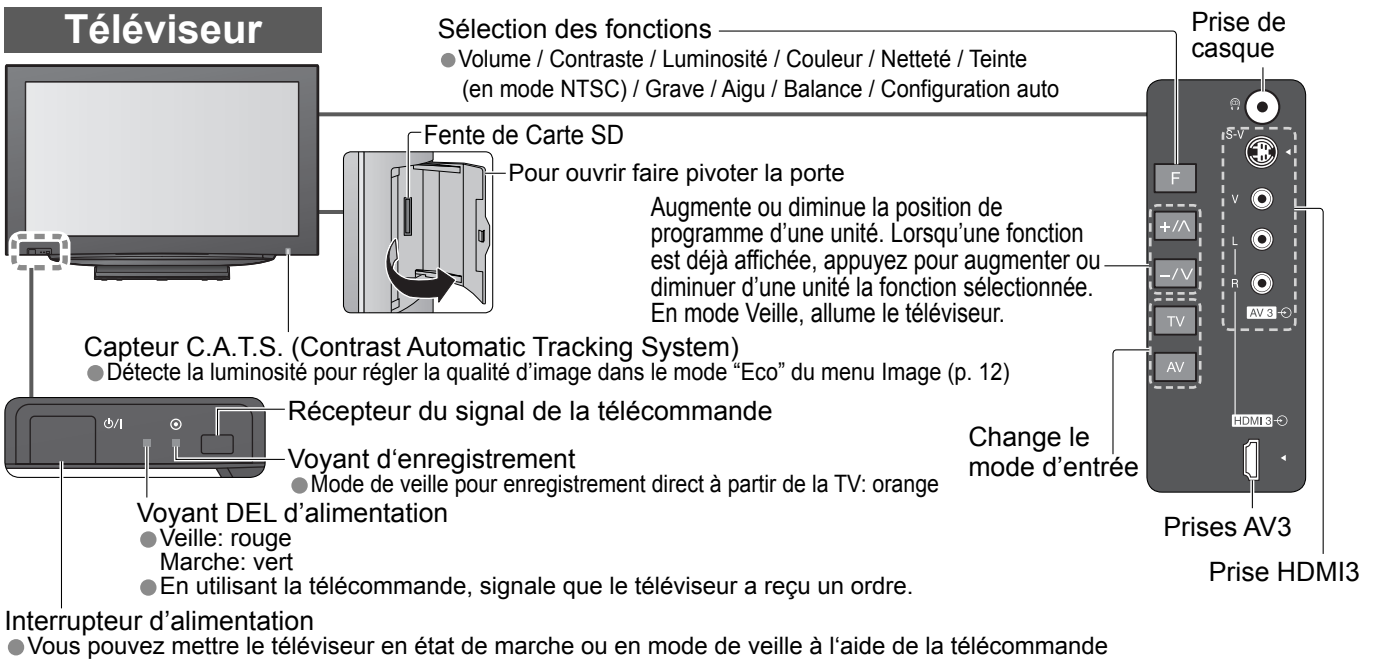 Téléviseur
Sélection des fonctions
●Volume / Contraste / Luminosité / Couleur / Netteté / Teinte
(en mode NTSC) / Grave / Aigu / Balance / Configuration auto
Prise de
casque
Fente de Carte SD
Pour ouvrir faire pivoter la porte
Augmente ou diminue la position de
programme d’une unité. Lorsqu’une fonction
est déjà affichée, appuyez pour augmenter ou
diminuer d’une unité la fonction sélectionnée.
En mode Veille, allume le téléviseur.
S-V
F
V
+/∧
L
−/∨
R
AV 3
TV
AV
HDMI 3
Capteur C.A.T.S. (Contrast Automatic Tracking System)
●Détecte la luminosité pour régler la qualité d’image dans le mode “Eco” du menu Image (p. 12)
⏻/I
Récepteur du signal de la télécommande
Change le
mode d’entrée
Voyant d‘enregistrement
●Mode de veille pour enregistrement direct à partir de la TV: orange
Voyant DEL d’alimentation
●Veille: rouge
Marche: vert
●En utilisant la télécommande, signale que le téléviseur a reçu un ordre.
Prises AV3
Prise HDMI3
Interrupteur d’alimentation
●Vous pouvez mettre le téléviseur en état de marche ou en mode de veille à l‘aide de la télécommande